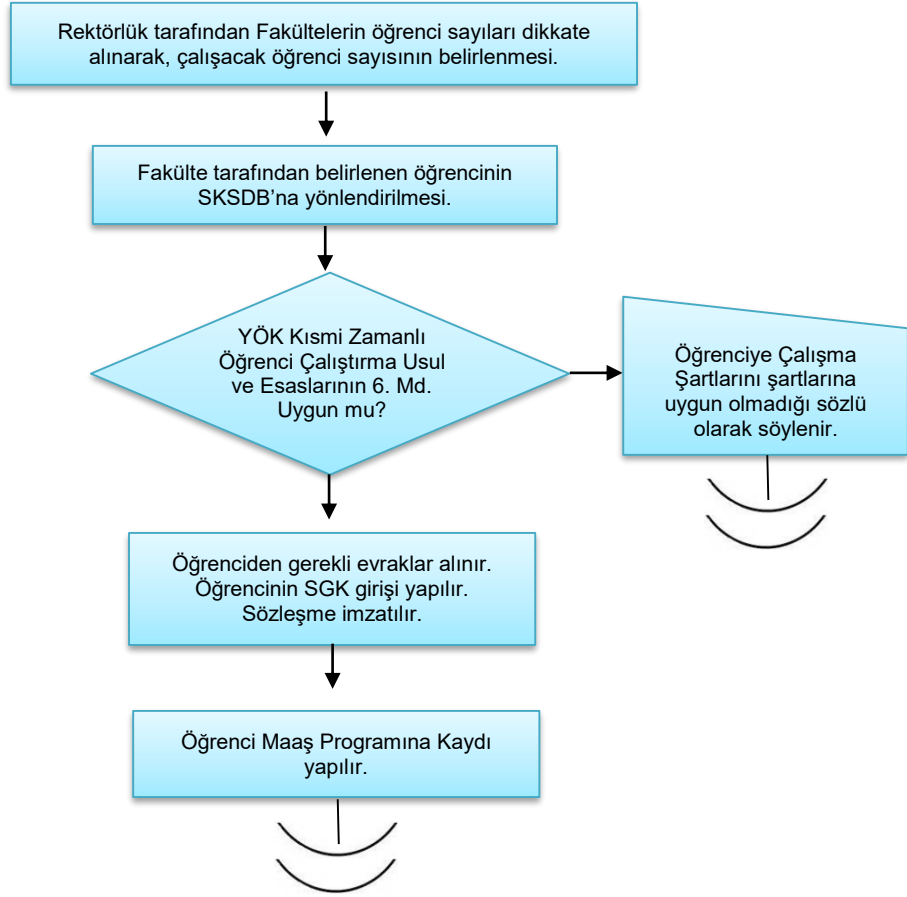 Rektörlük tarafından Fakültelerin öğrenci sayıları dikkate
alınarak, çalışacak öğrenci sayısının belirlenmesi.
Fakülte tarafından belirlenen öğrencinin
SKSDB’na yönlendirilmesi.
YÖK Kısmi Zamanlı
Öğrenci Çalıştırma Usul
ve Esaslarının 6. Md.
Uygun mu?
Öğrenciye Çalışma
Şartlarını şartlarına
uygun olmadığı sözlü
olarak söylenir.
Öğrenciden gerekli evraklar alınır.
Öğrencinin SGK girişi yapılır.
Sözleşme imzatılır.
Öğrenci Maaş Programına Kaydı
yapılır.